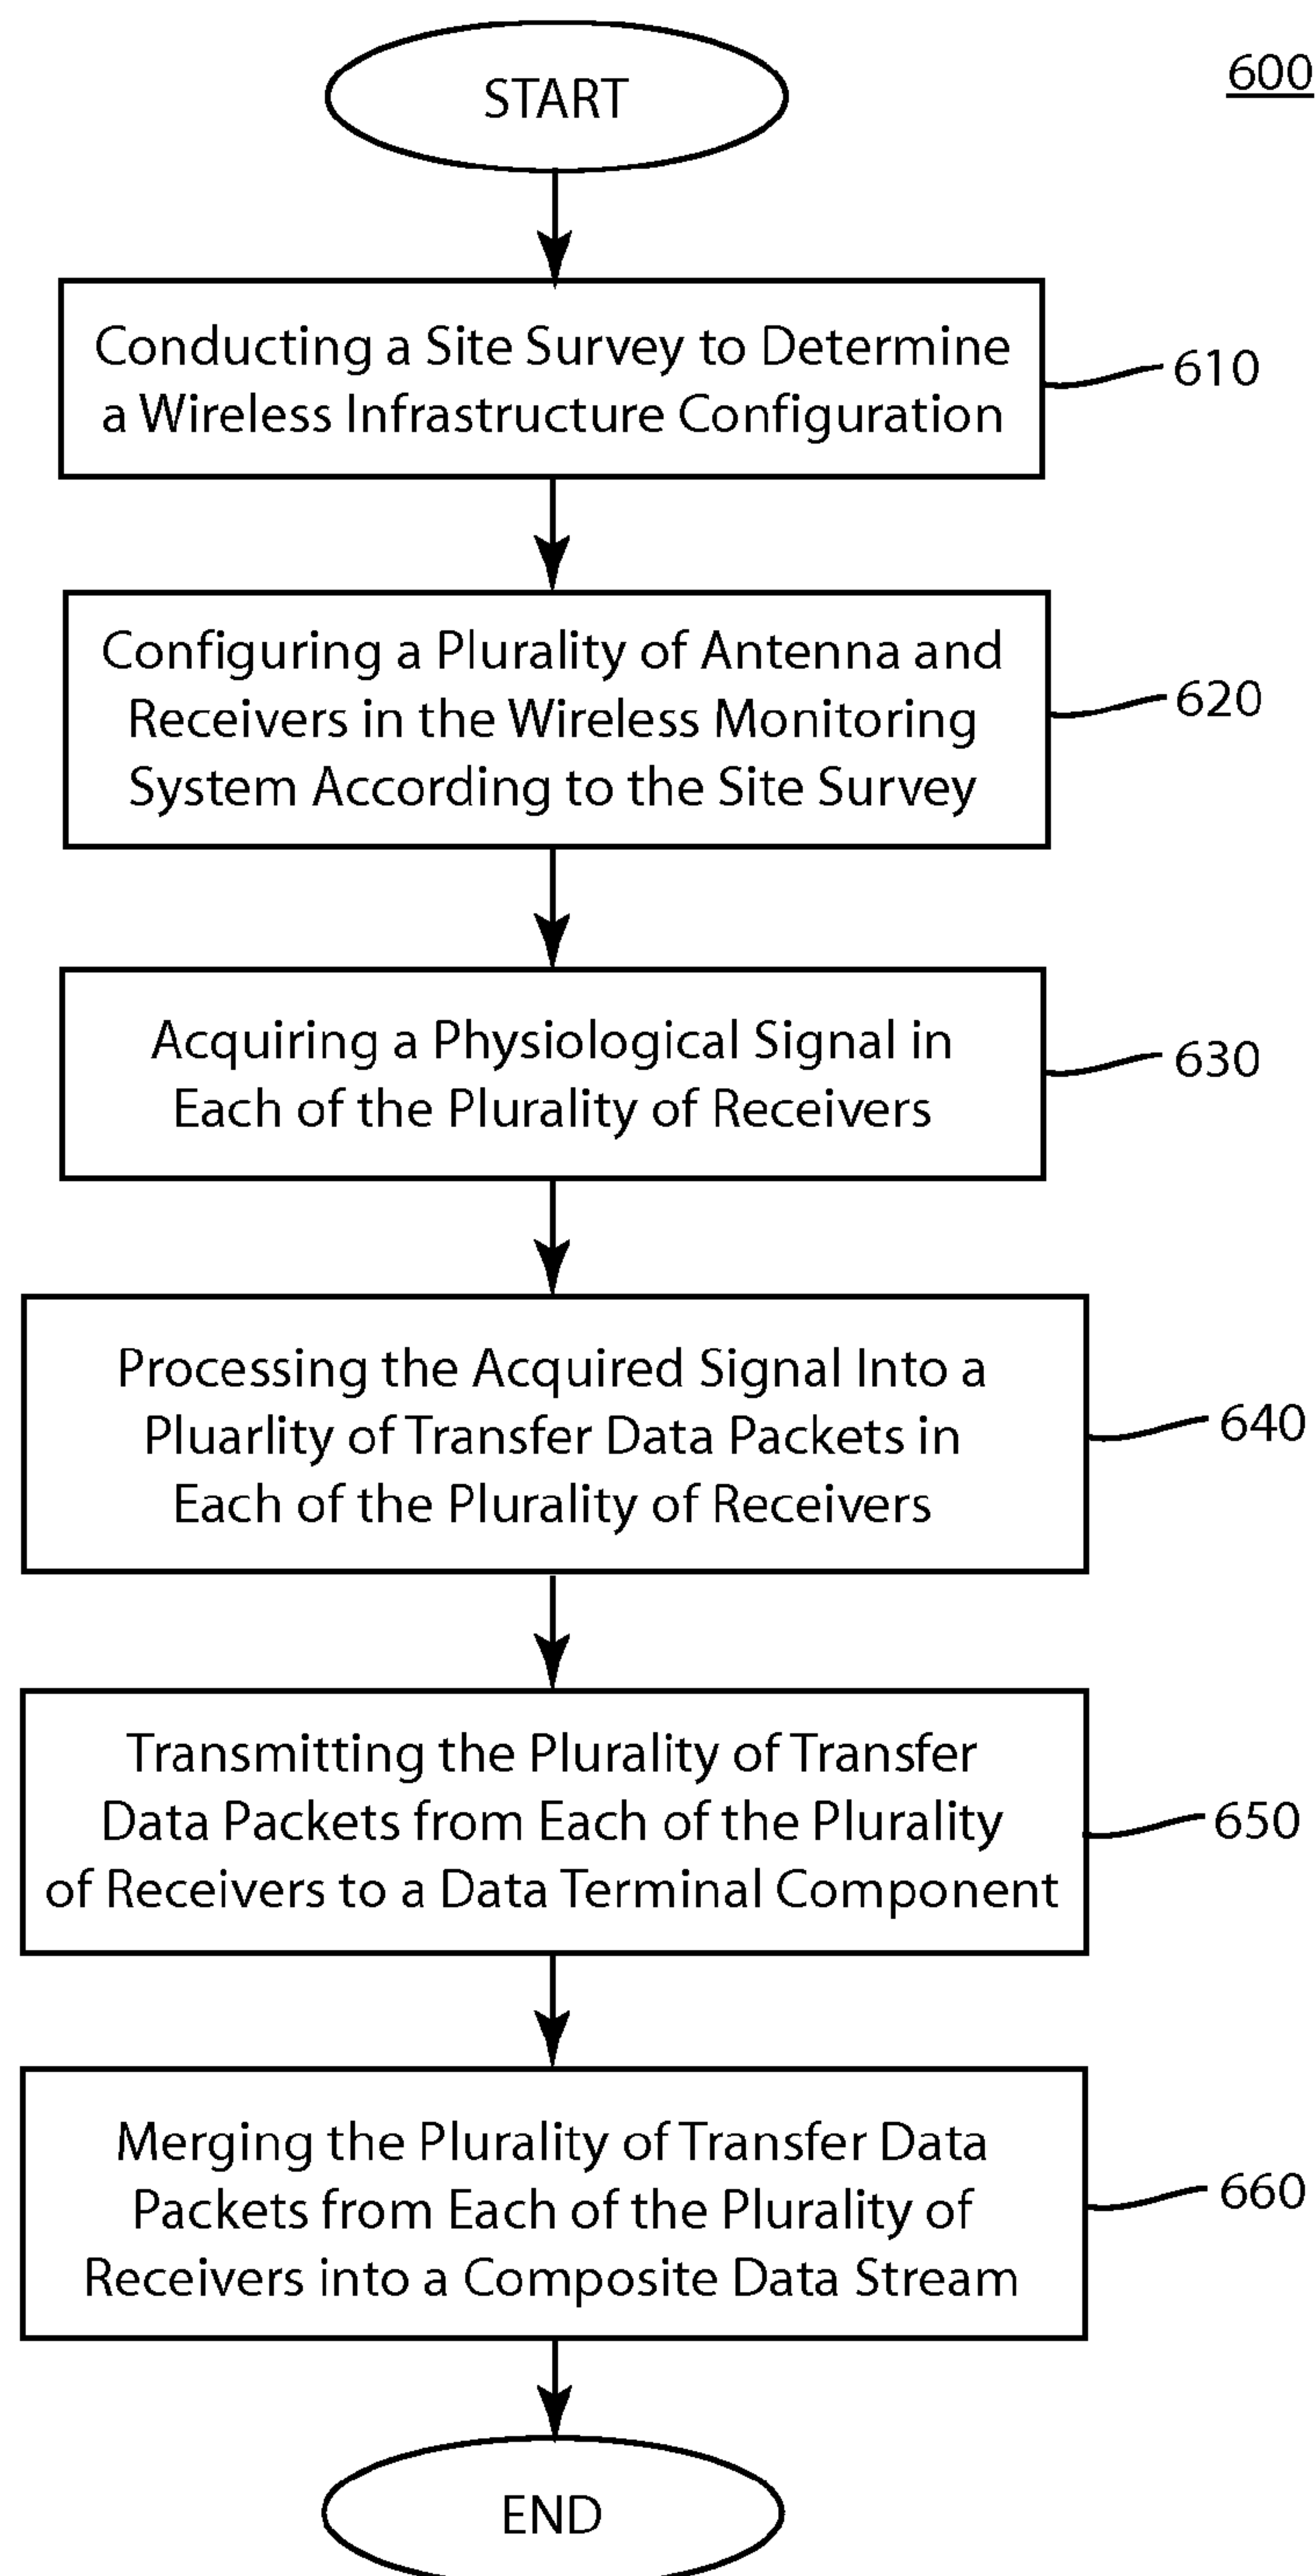 START
600
Conducting a Site Survey to Determine
a Wireless Infrastructure Configuration
610
Configuring a Plurality of Antenna and
Receivers in the Wireless Monitoring
System According to the Site Survey
620
Acquiring a Physiological Signal in
Each of the Plurality of Receivers
630
Processing the Acquired Signal Into a
Pluarlity of Transfer Data Packets in
Each of the Plurality of Receivers
640
Transmitting the Plurality of Transfer
Data Packets from Each of the Plurality
of Receivers to a Data Terminal Component
650
Merging the Plurality of Transfer Data
Packets from Each of the Plurality of
Receivers into a Composite Data Stream
660
END